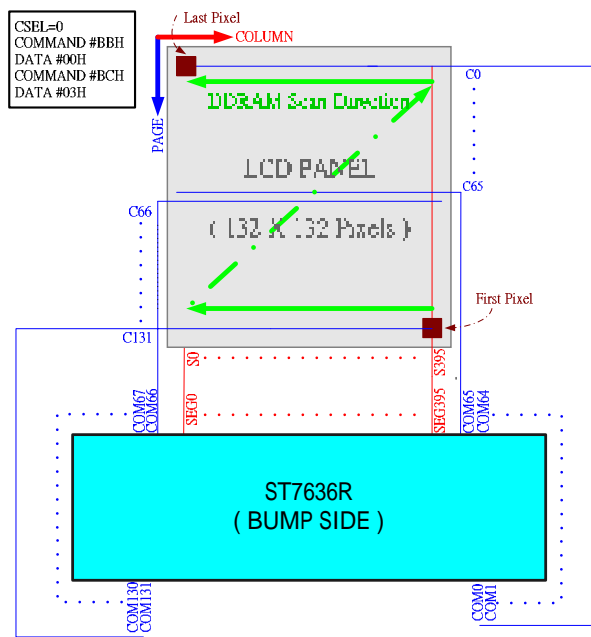 CSEL=0
COMMAND #BBH
DATA #00H
COMMAND #BCH
DATA #03H
Last Pixel
COLUMN
PAGE
C0
DDRAM Scan Direction
LCD PANEL
C65
C66
( 132 X 132 Pixels )
First Pixel
C131
S0
S395
COM67
COM66
SEG0
SEG395
COM65
COM64
ST7636R
( BUMP SIDE )
COM130
COM131
COM0
COM1